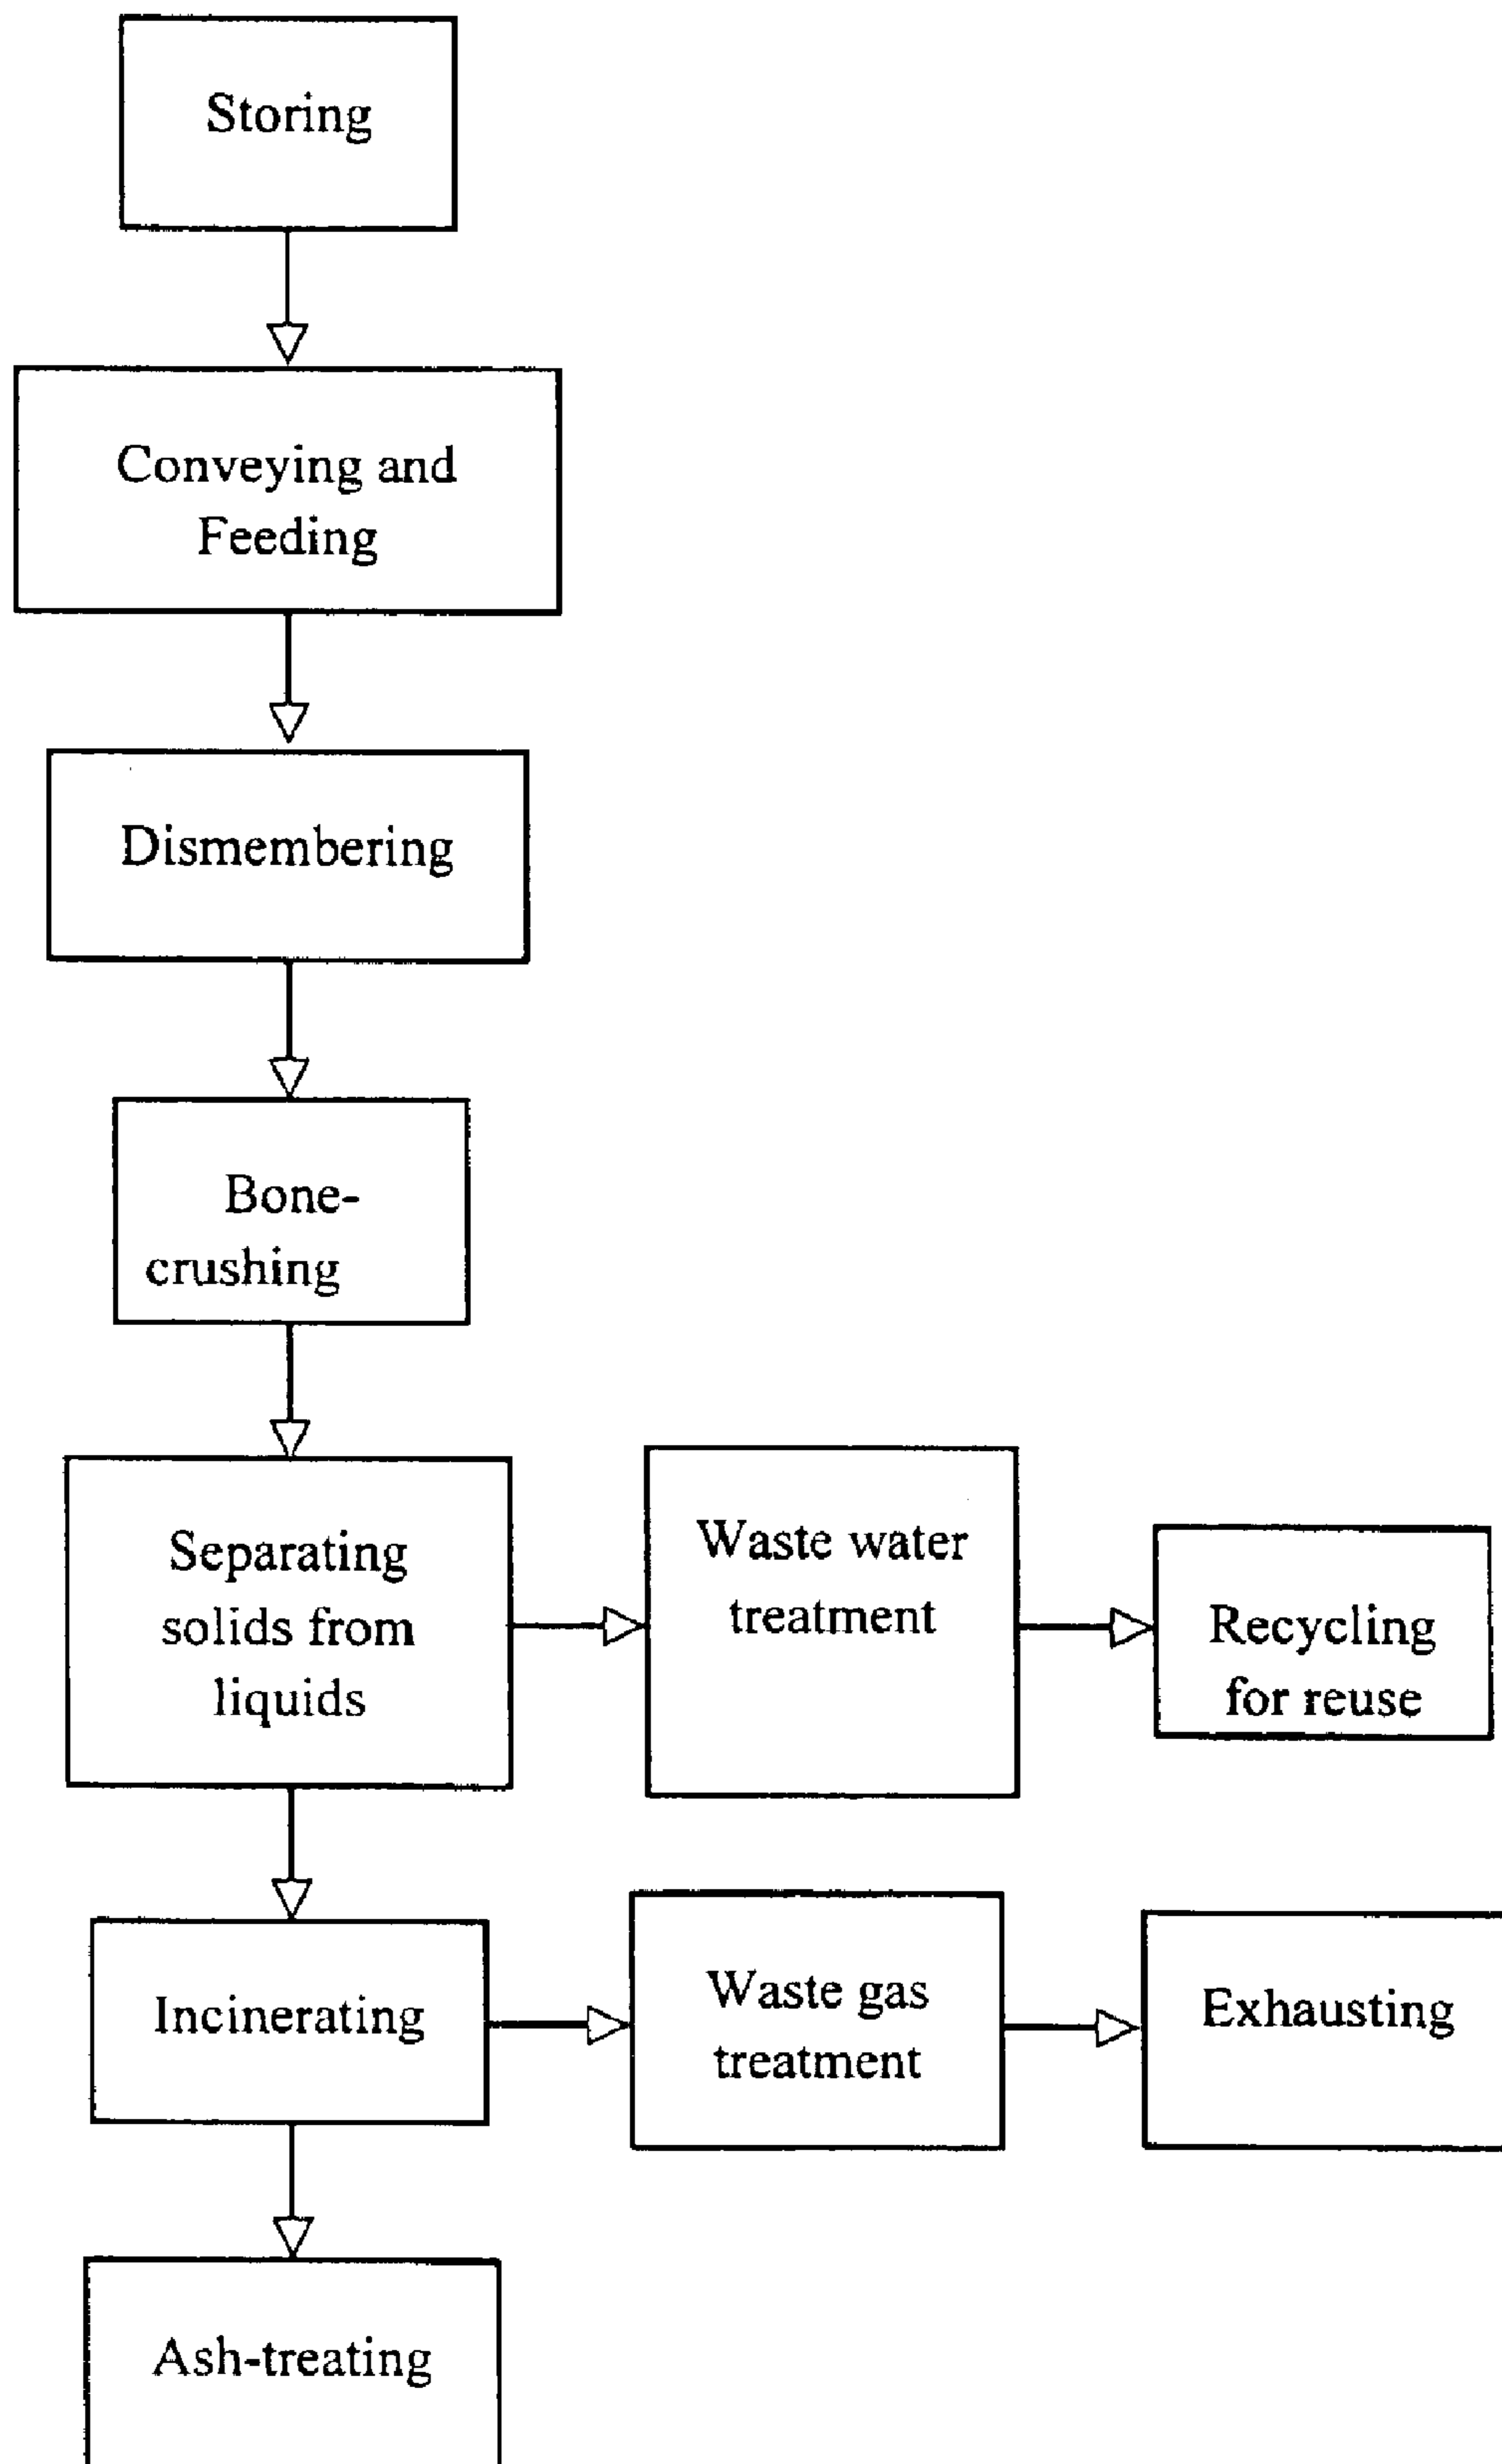 Storing
Conveying and
Feeding
Dismembering
Bone-
crushing
Separating
solids from
liquids
Waste water
treatment
Recycling
for reuse
Incinerating
Waste gas
treatment
Exhausting
Ash-treating